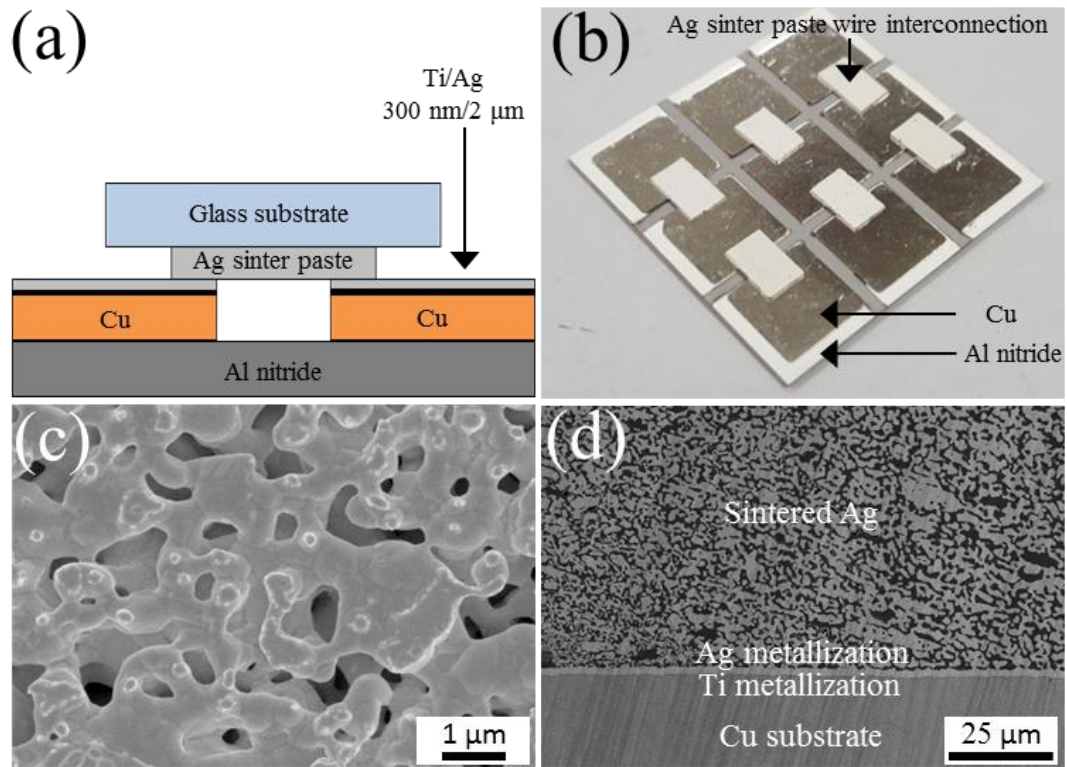 (a)
Ti/Ag
300 nm/2 μm
Glass substrate
Ag sinter paste
Cu
Cu
Al nitride
(b)
Ag sinter paste wire interconnection
Cu
Al nitride
(c)
1 μm
(d)
Sintered Ag
Ag metallization
Ti metallization
Cu substrate
25 μm